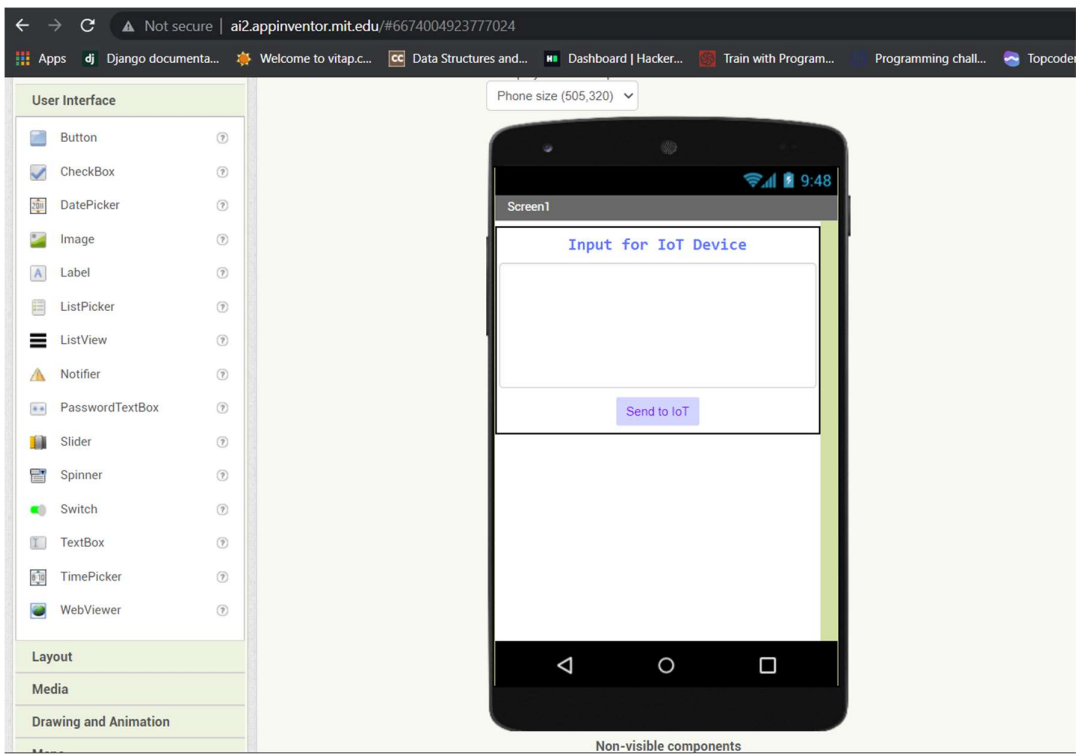 Not secure | ai2.appinventor.mit.edu/#6674004923777024
Apps dj Django documenta... Welcome to vitap.c... CC Data Structures and... Dashboard | Hacker... Train with Program... Programming chall... Topcoder
User Interface
Phone size (505,320)
Button ?
CheckBox ?
DatePicker ?
Image ?
Label ?
ListPicker ?
ListView ?
Notifier ?
PasswordTextBox ?
Slider ?
Spinner ?
Switch ?
TextBox ?
TimePicker ?
WebViewer ?
Layout
Media
Drawing and Animation
9:48
Screen1
Input for IoT Device
Send to IoT
Non-visible components